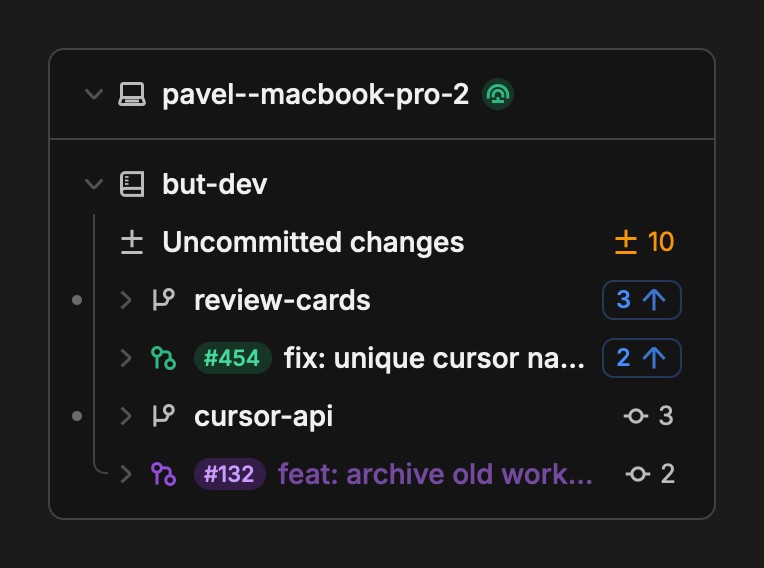 pavel--macbook-pro-2
but-dev
Uncommitted changes ± 10
review-cards 3 ↑
#454 fix: unique cursor na... 2 ↑
cursor-api 3
#132 feat: archive old work... 2